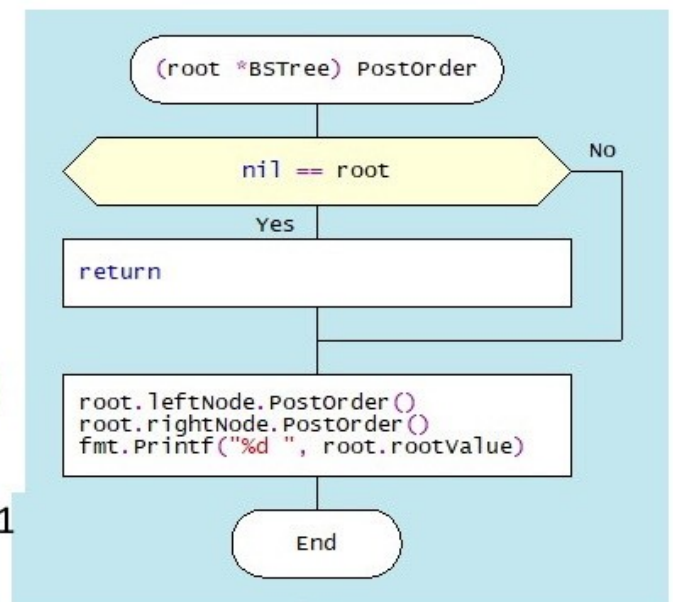 (root *BSTree) PostOrder
nil == root
No
Yes
return
root.leftNode.PostOrder()
root.rightNode.PostOrder()
fmt.Printf("%d ", root.rootValue)
1
End